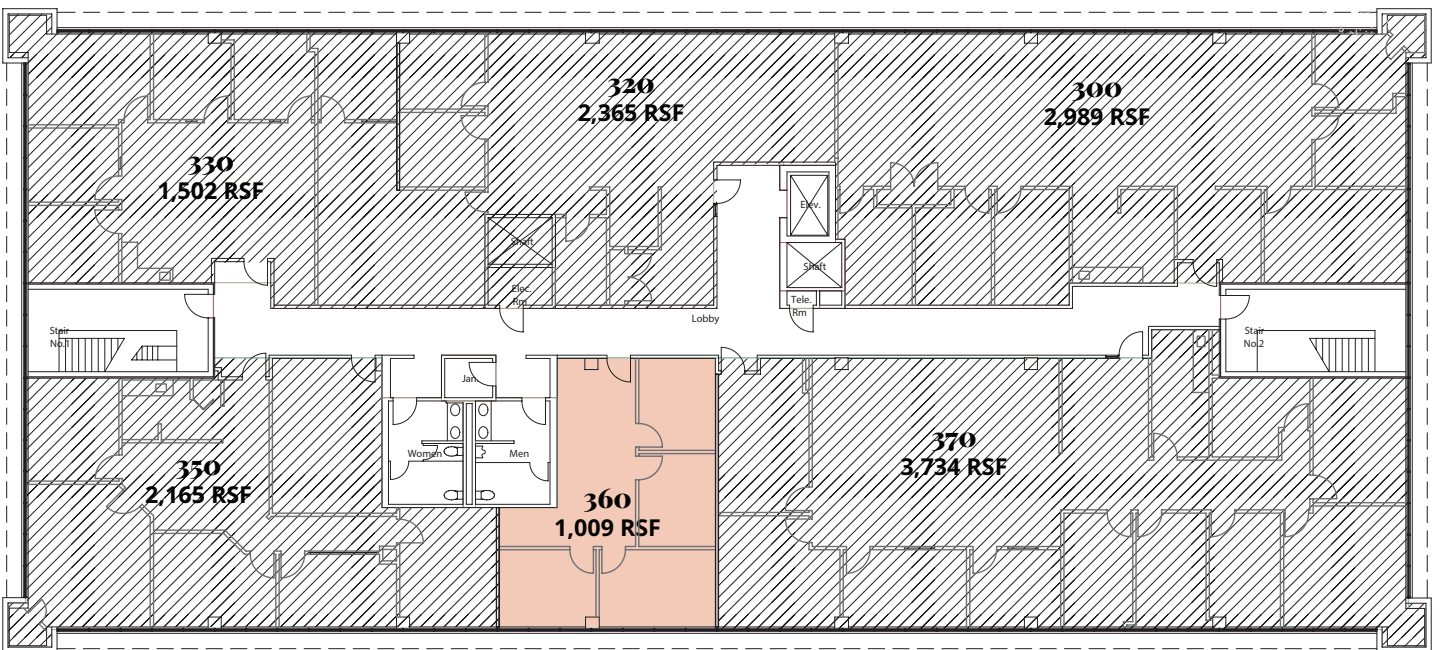 320
2,365 RSF
300
2,989 RSF
330
1,502 RSF
Elev.
Shaft
Shaft
Elec.
Rm
Tele.
Rm
Lobby
Stair
No.1
Stair
No.2
Jan.
Women
Men
350
2,165 RSF
360
1,009 RSF
370
3,734 RSF